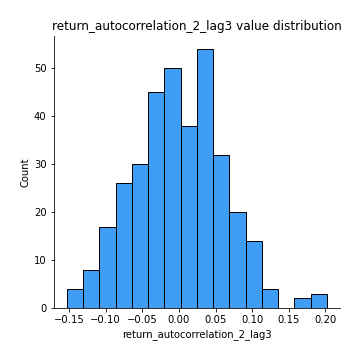 return_autocorrelation_2_lag3 value distribution
50
40
30
20
10
0
Count
−0.15 −0.10 −0.05 0.00 0.05 0.10 0.15 0.20
return_autocorrelation_2_lag3